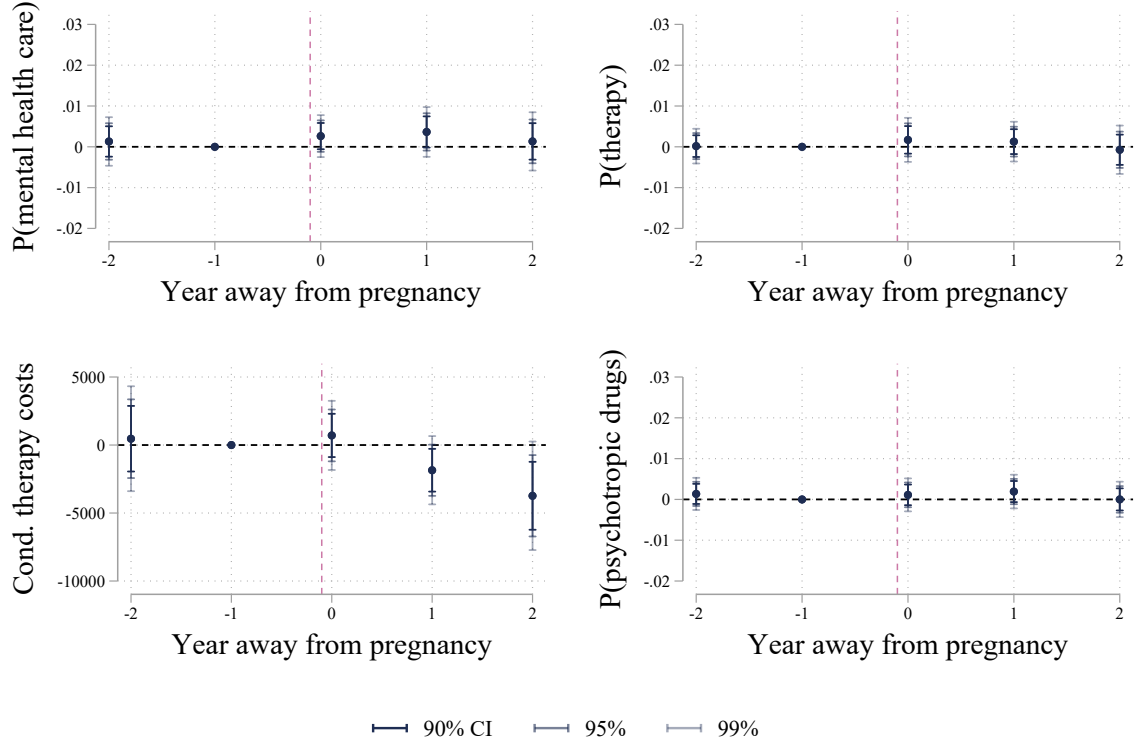 P(mental health care)
.03
.02
.01
0
-.01
-.02
-2 -1 0 1 2
Year away from pregnancy
P(therapy)
.03
.02
.01
0
-.01
-.02
-2 -1 0 1 2
Year away from pregnancy
Cond. therapy costs
5000
0
-5000
-10000
-2 -1 0 1 2
Year away from pregnancy
P(psychotropic drugs)
.03
.02
.01
0
-.01
-.02
-2 -1 0 1 2
Year away from pregnancy
90% CI 95% 99%